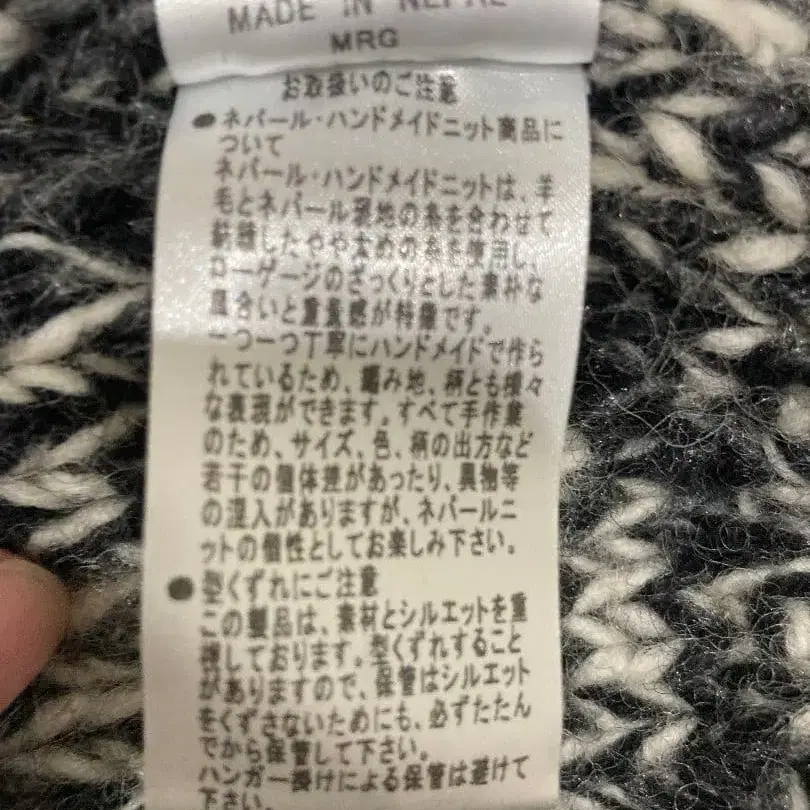 MADE IN NEPAL
MRG
お取扱いのご注意
●ネパール・ハンドメイドニット商品に
ついて
ネパール・ハンドメイドニットは、羊
毛とネパール現地の糸を合わせて
紡績したやや太めの糸を使用し、
ローゲージのざっくりとした素朴な
風合いと重量感が特徴です。
一つ一つ丁寧にハンドメイドで作ら
れているため、編み地、柄とも様々
な表現ができます。すべて手作業
のため、サイズ、色、柄の出方など
若干の個体差があったり、異物等
の混入がありますが、ネパールニ
ットの個性としてお楽しみ下さい。
●型くずれにご注意
この製品は、素材とシルエットを重
視しております。型くずれすること
がありますので、保管はシルエット
をくずさないためにも、必ずたたん
でから保管して下さい。
ハンガー掛けによる保管は避けて
下さい。